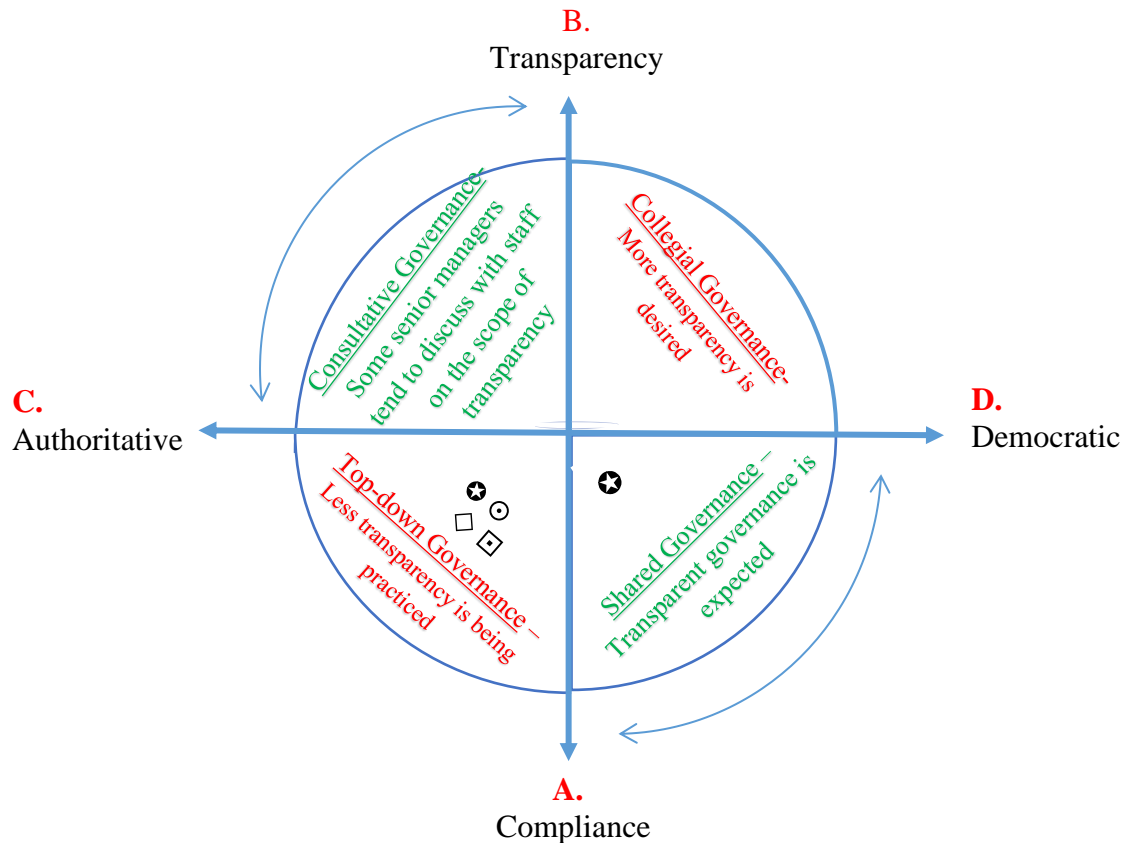 B.
Transparency
Consultative Governance-
Some senior managers
tend to discuss with staff
on the scope of
transparency
Collegial Governance-
More transparency is
desired
C.
Authoritative
D.
Democratic
Top-down Governance –
Less transparency is being
practiced
Shared Governance –
Transparent governance is
expected
A.
Compliance